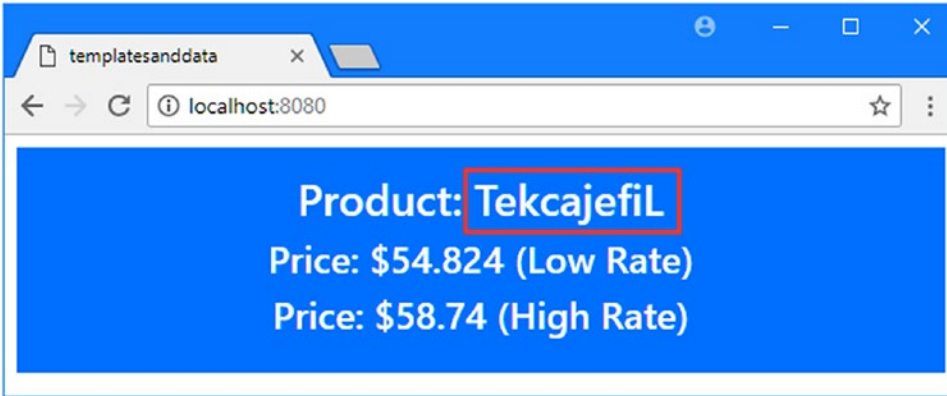 templatesanddata
localhost:8080
Product: TekcajefiL
Price: $54.824 (Low Rate)
Price: $58.74 (High Rate)